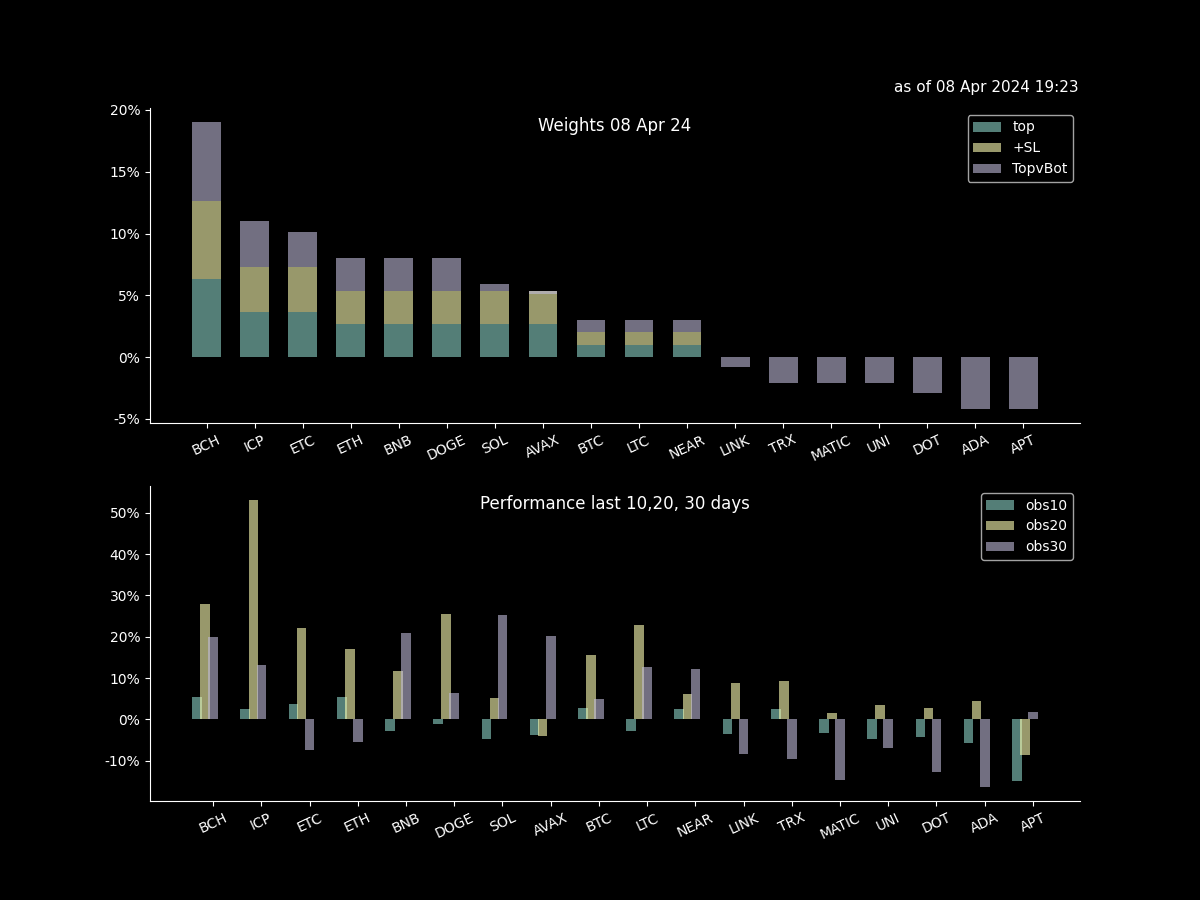 as of 08 Apr 2024 19:23
Weights 08 Apr 24
top
+SL
TopvBot
20%
15%
10%
5%
0%
-5%
BCH ICP ETC ETH BNB DOGE SOL AVAX BTC LTC NEAR LINK TRX MATIC UNI DOT ADA APT
Performance last 10,20, 30 days
obs10
obs20
obs30
50%
40%
30%
20%
10%
0%
-10%
BCH ICP ETC ETH BNB DOGE SOL AVAX BTC LTC NEAR LINK TRX MATIC UNI DOT ADA APT